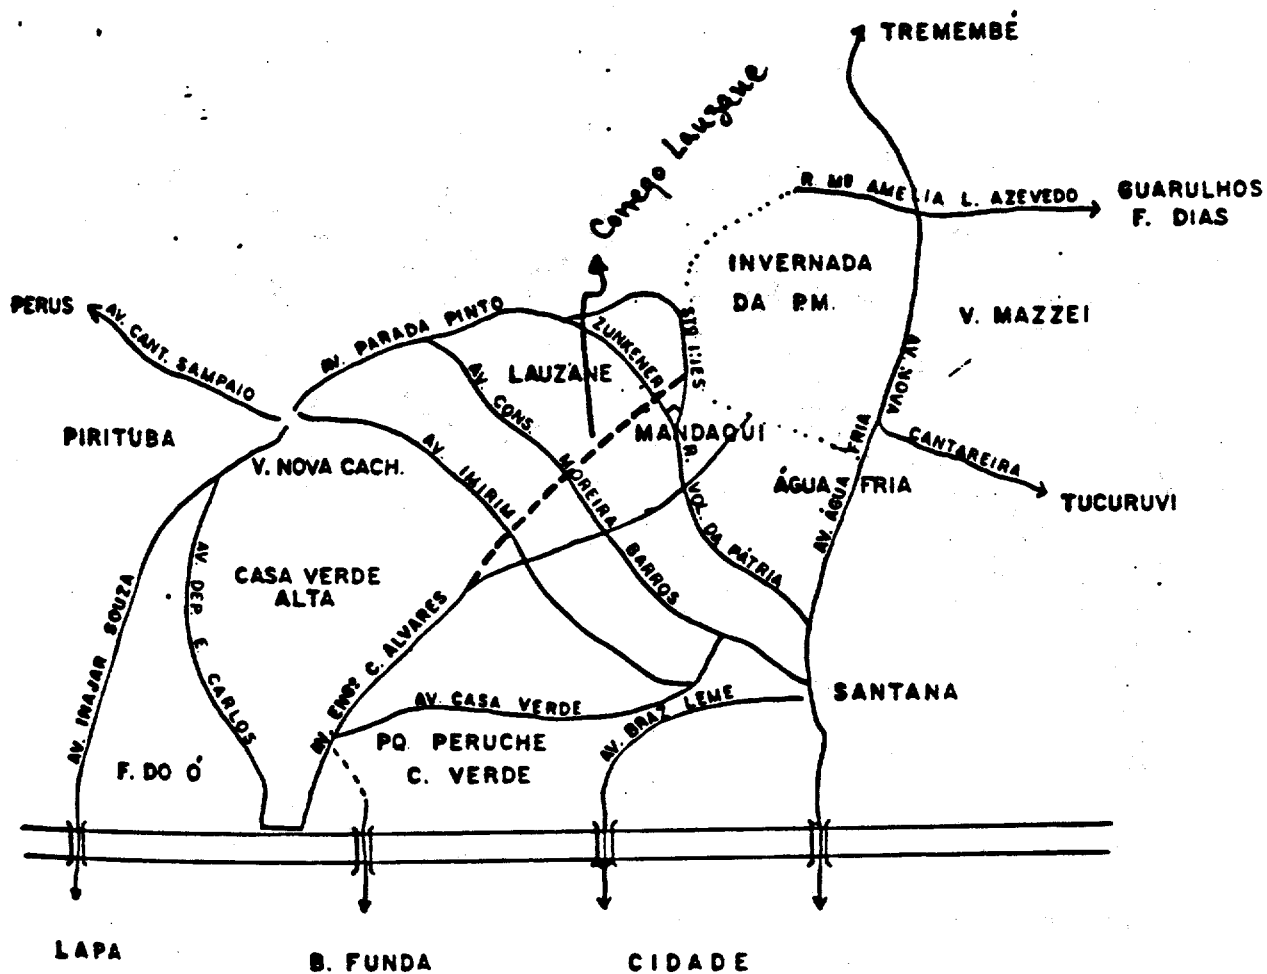 TREMEMBÉ
Corrego Lauzane
R. Mª AMELIA L. AZEVEDO
GUARULHOS
F. DIAS
INVERNADA
DA P.M.
V. MAZZEI
PERUS
AV. CANT. SAMPAIO
AV. PARADA PINTO
ZUNKENERA
STA INES
LAUZANE
AV. NOVA
CANTAREIRA
TUCURUVI
PIRITUBA
V. NOVA CACH.
AV. IMIRIM
AV. CONS. MOREIRA BARROS
MANDAQUI
R. VOL. DA PÁTRIA
ÁGUA FRIA
AV. ÁGUA FRIA
CASA VERDE
ALTA
AV. INAJAR SOUZA
AV. DEP. E. CARLOS
AV. ENGº C. ALVARES
AV. CASA VERDE
AV. BRAZ LEME
SANTANA
F. DO Ó
PQ. PERUCHE
C. VERDE
LAPA
B. FUNDA
CIDADE